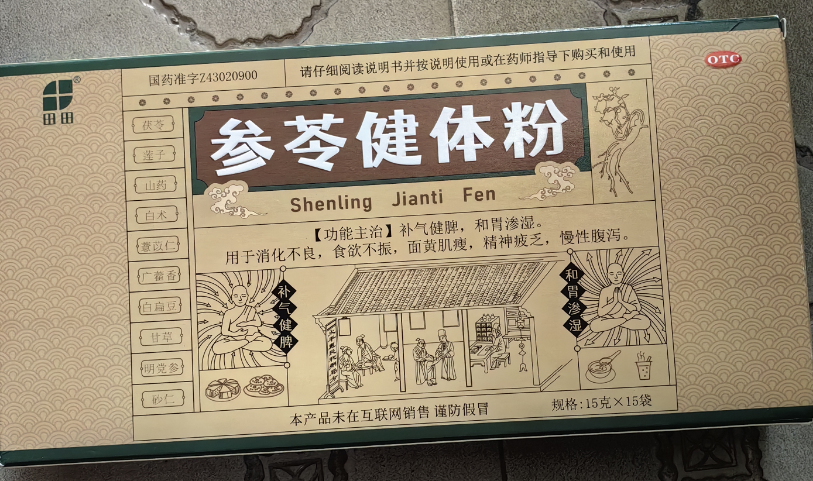 国药准字Z43020900
请仔细阅读说明书并按说明使用或在药师指导下购买和使用
OTC
®
田田
茯苓
莲子
山药
白术
薏苡仁
广藿香
白扁豆
甘草
明党参
砂仁
参苓健体粉
Shenling Jianti Fen
【功能主治】补气健脾，和胃渗湿。
用于消化不良，食欲不振，面黄肌瘦，精神疲乏，慢性腹泻。
补气健脾
和胃渗湿
本产品未在互联网销售 谨防假冒
规格:15克×15袋